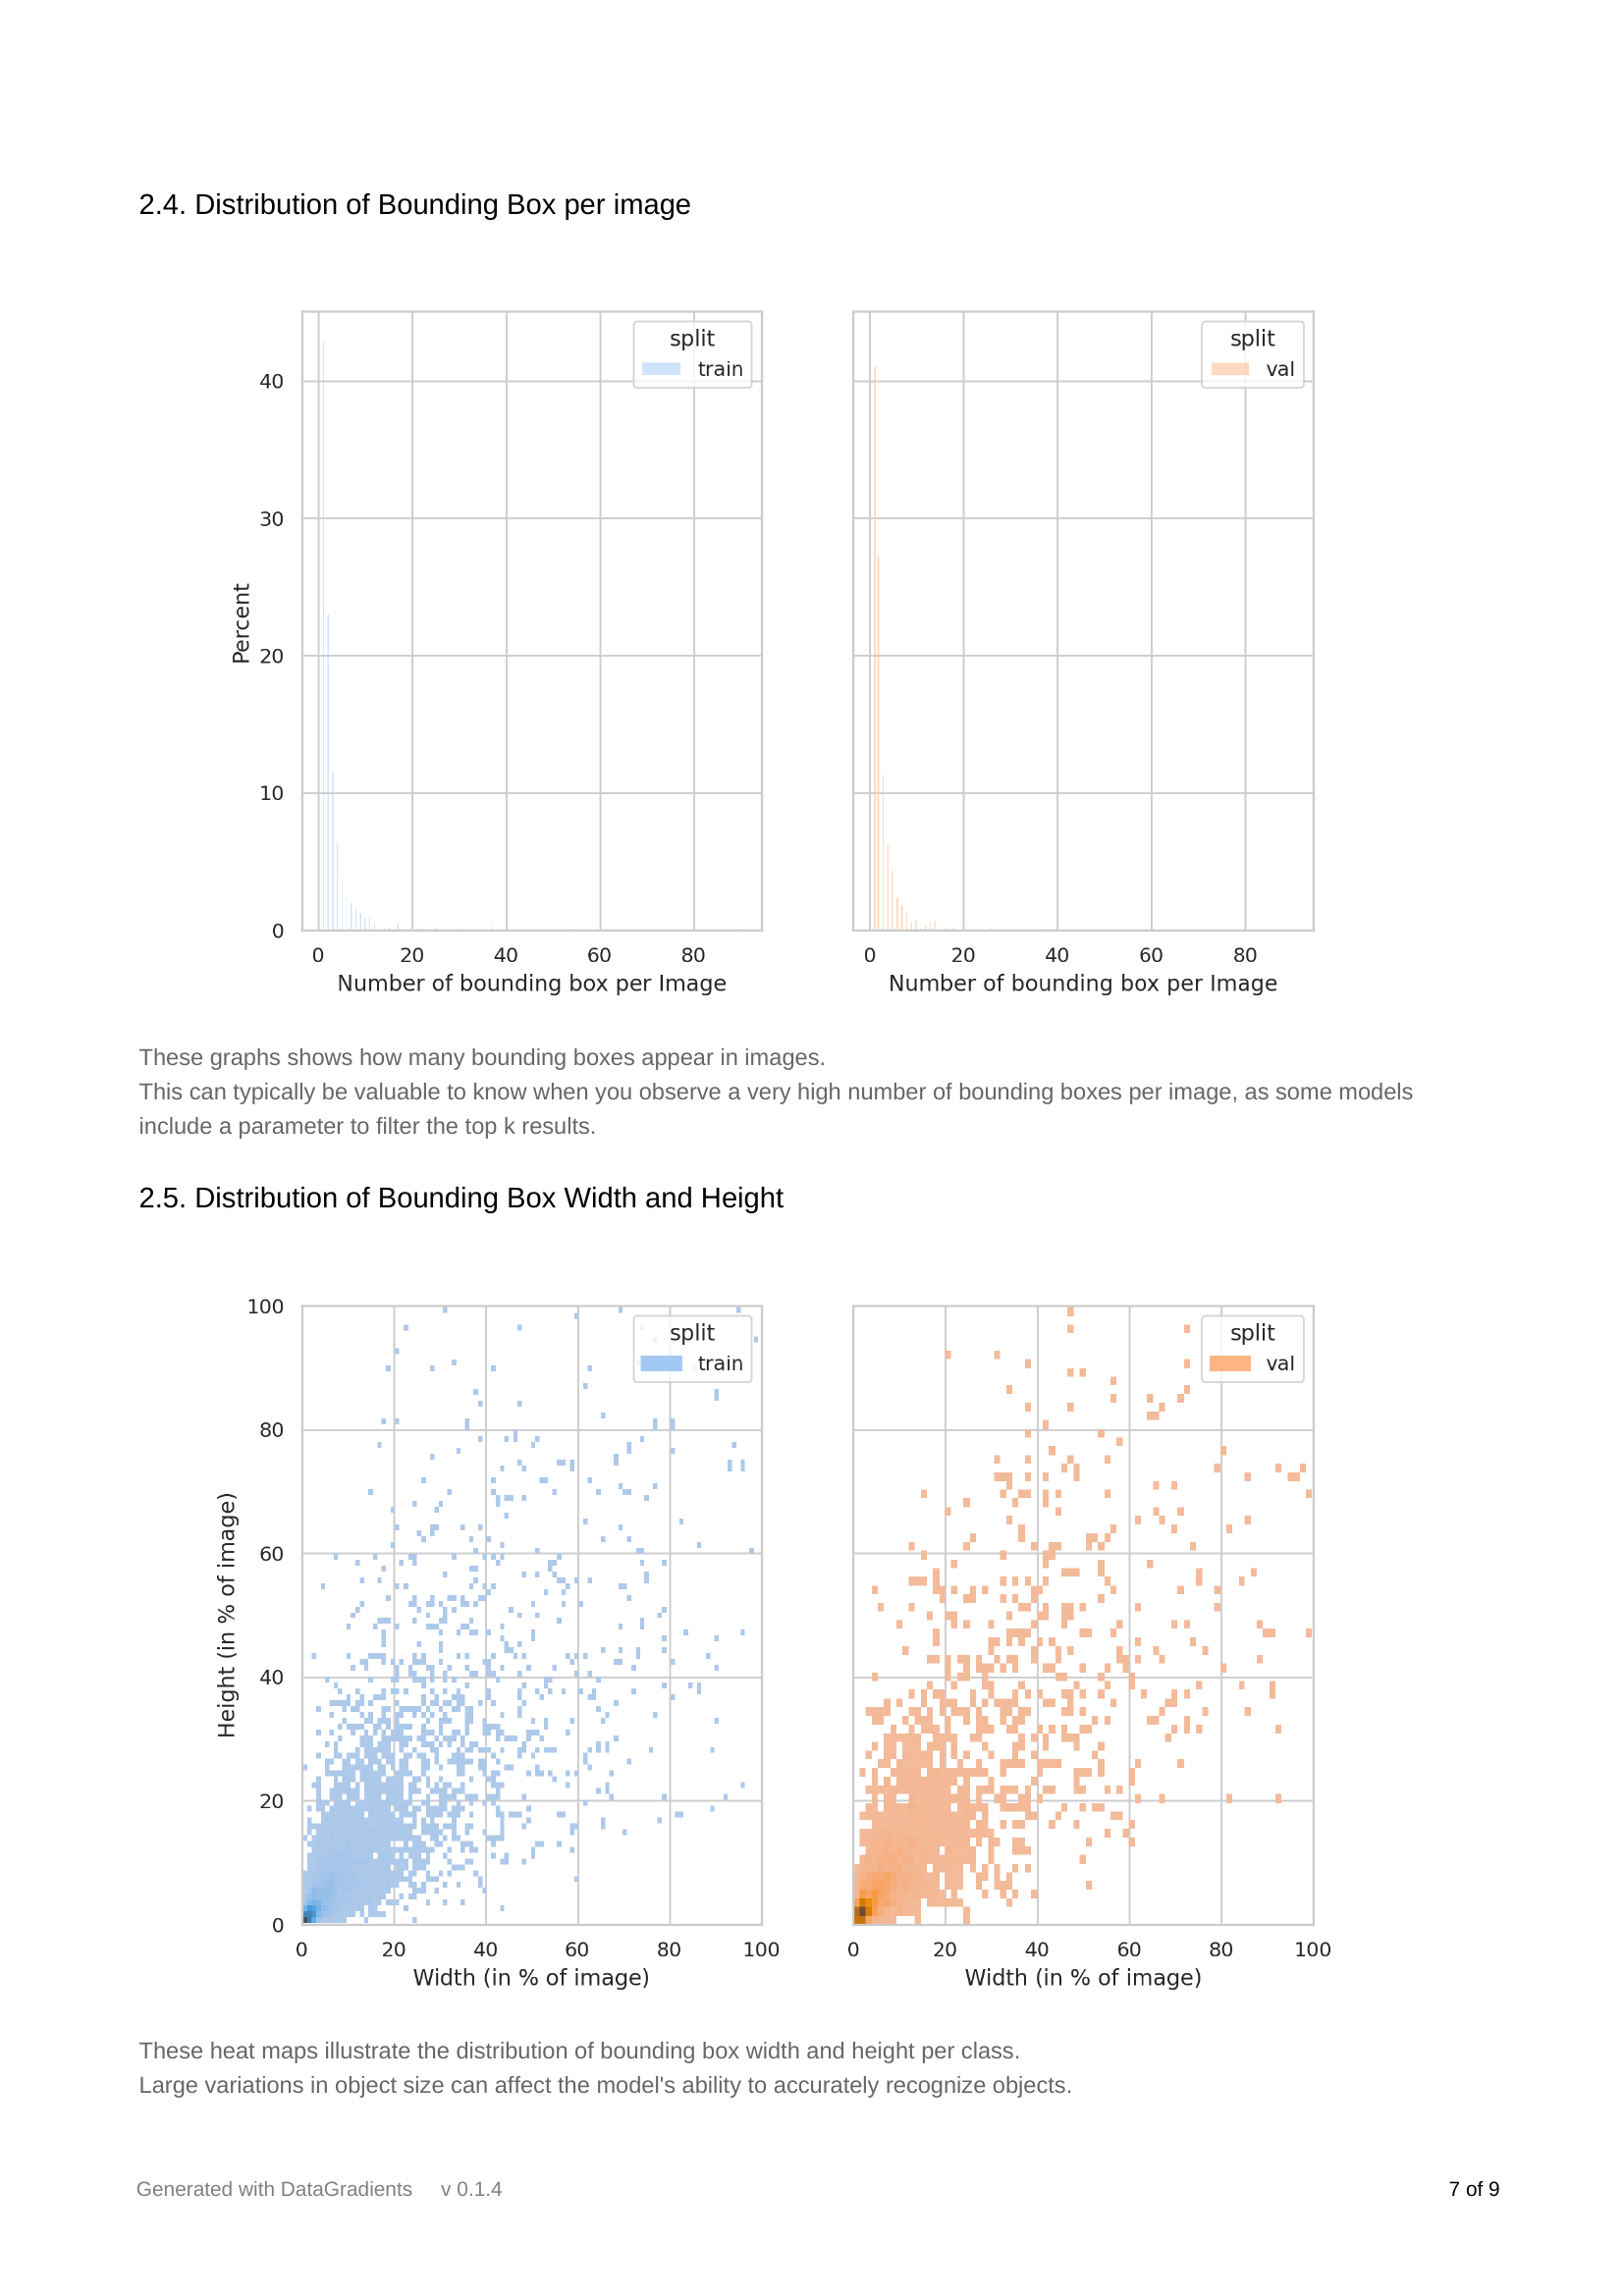 2.4. Distribution of Bounding Box per image
split
train
split
val
40
30
20
10
0
Percent
0 20 40 60 80
0 20 40 60 80
Number of bounding box per Image
Number of bounding box per Image
These graphs shows how many bounding boxes appear in images.
This can typically be valuable to know when you observe a very high number of bounding boxes per image, as some models
include a parameter to filter the top k results.
2.5. Distribution of Bounding Box Width and Height
split
train
split
val
100
80
60
40
20
0
Height (in % of image)
0 20 40 60 80 100
0 20 40 60 80 100
Width (in % of image)
Width (in % of image)
These heat maps illustrate the distribution of bounding box width and height per class.
Large variations in object size can affect the model's ability to accurately recognize objects.
Generated with DataGradients v 0.1.4
7 of 9